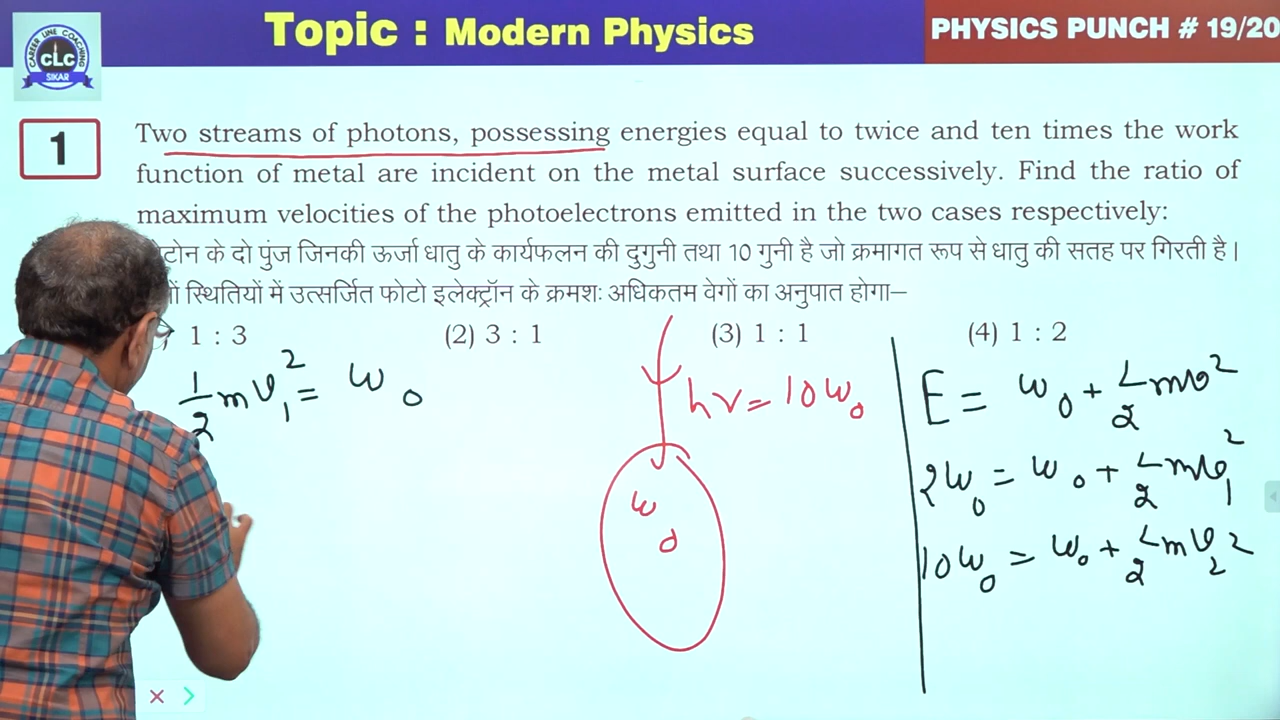 Topic : Modern Physics
PHYSICS PUNCH # 19/20
CAREER LINE COACHING
CLC
SIKAR
1
Two streams of photons, possessing energies equal to twice and ten times the work
function of metal are incident on the metal surface successively. Find the ratio of
maximum velocities of the photoelectrons emitted in the two cases respectively:
के दो पुंज जिनकी ऊर्जा धातु के कार्यफलन की दुगुनी तथा 10 गुनी है जो क्रमागत रूप से धातु की सतह पर गिरती है।
स्थितियों में उत्सर्जित फोटो इलेक्ट्रॉन के क्रमशः अधिकतम वेगों का अनुपात होगा–
1 : 3 (2) 3 : 1 (3) 1 : 1 (4) 1 : 2
1/2 mv₁² = w₀
hν = 10w₀
w₀
E = w₀ + 1/2 mv²
2w₀ = w₀ + 1/2 mv₁²
10w₀ = w₀ + 1/2 mv₂²